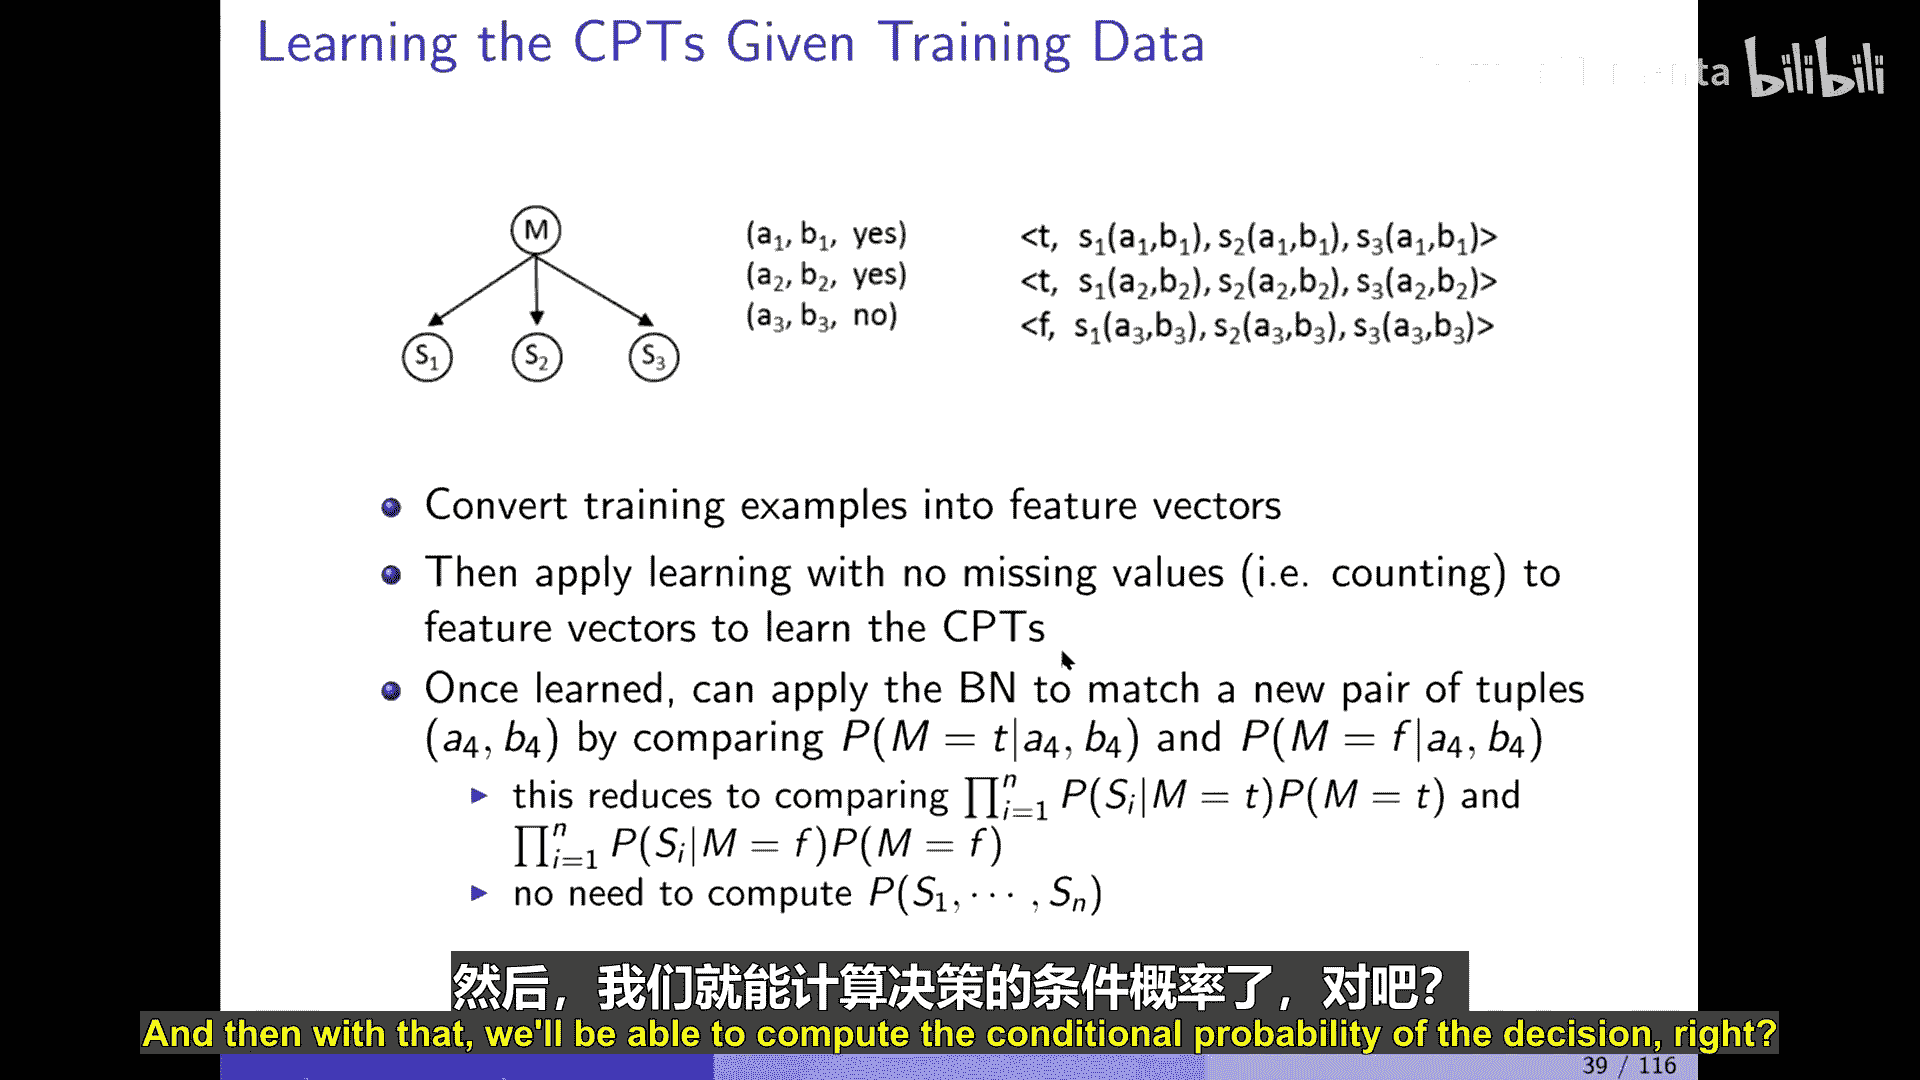 Learning the CPTs Given Training Data
bilibili
M
S₁ S₂ S₃
(a₁, b₁, yes)
(a₂, b₂, yes)
(a₃, b₃, no)
<t, s₁(a₁,b₁), s₂(a₁,b₁), s₃(a₁,b₁)>
<t, s₁(a₂,b₂), s₂(a₂,b₂), s₃(a₂,b₂)>
<f, s₁(a₃,b₃), s₂(a₃,b₃), s₃(a₃,b₃)>
Convert training examples into feature vectors
Then apply learning with no missing values (i.e. counting) to
feature vectors to learn the CPTs
Once learned, can apply the BN to match a new pair of tuples
(a₄, b₄) by comparing P(M = t|a₄, b₄) and P(M = f|a₄, b₄)
this reduces to comparing ∏ⁿᵢ₌₁ P(Sᵢ|M = t)P(M = t) and
∏ⁿᵢ₌₁ P(Sᵢ|M = f)P(M = f)
no need to compute P(S₁, ⋯ , Sₙ)
然后，我们就能计算决策的条件概率了，对吧？
And then with that, we'll be able to compute the conditional probability of the decision, right?
39 / 116